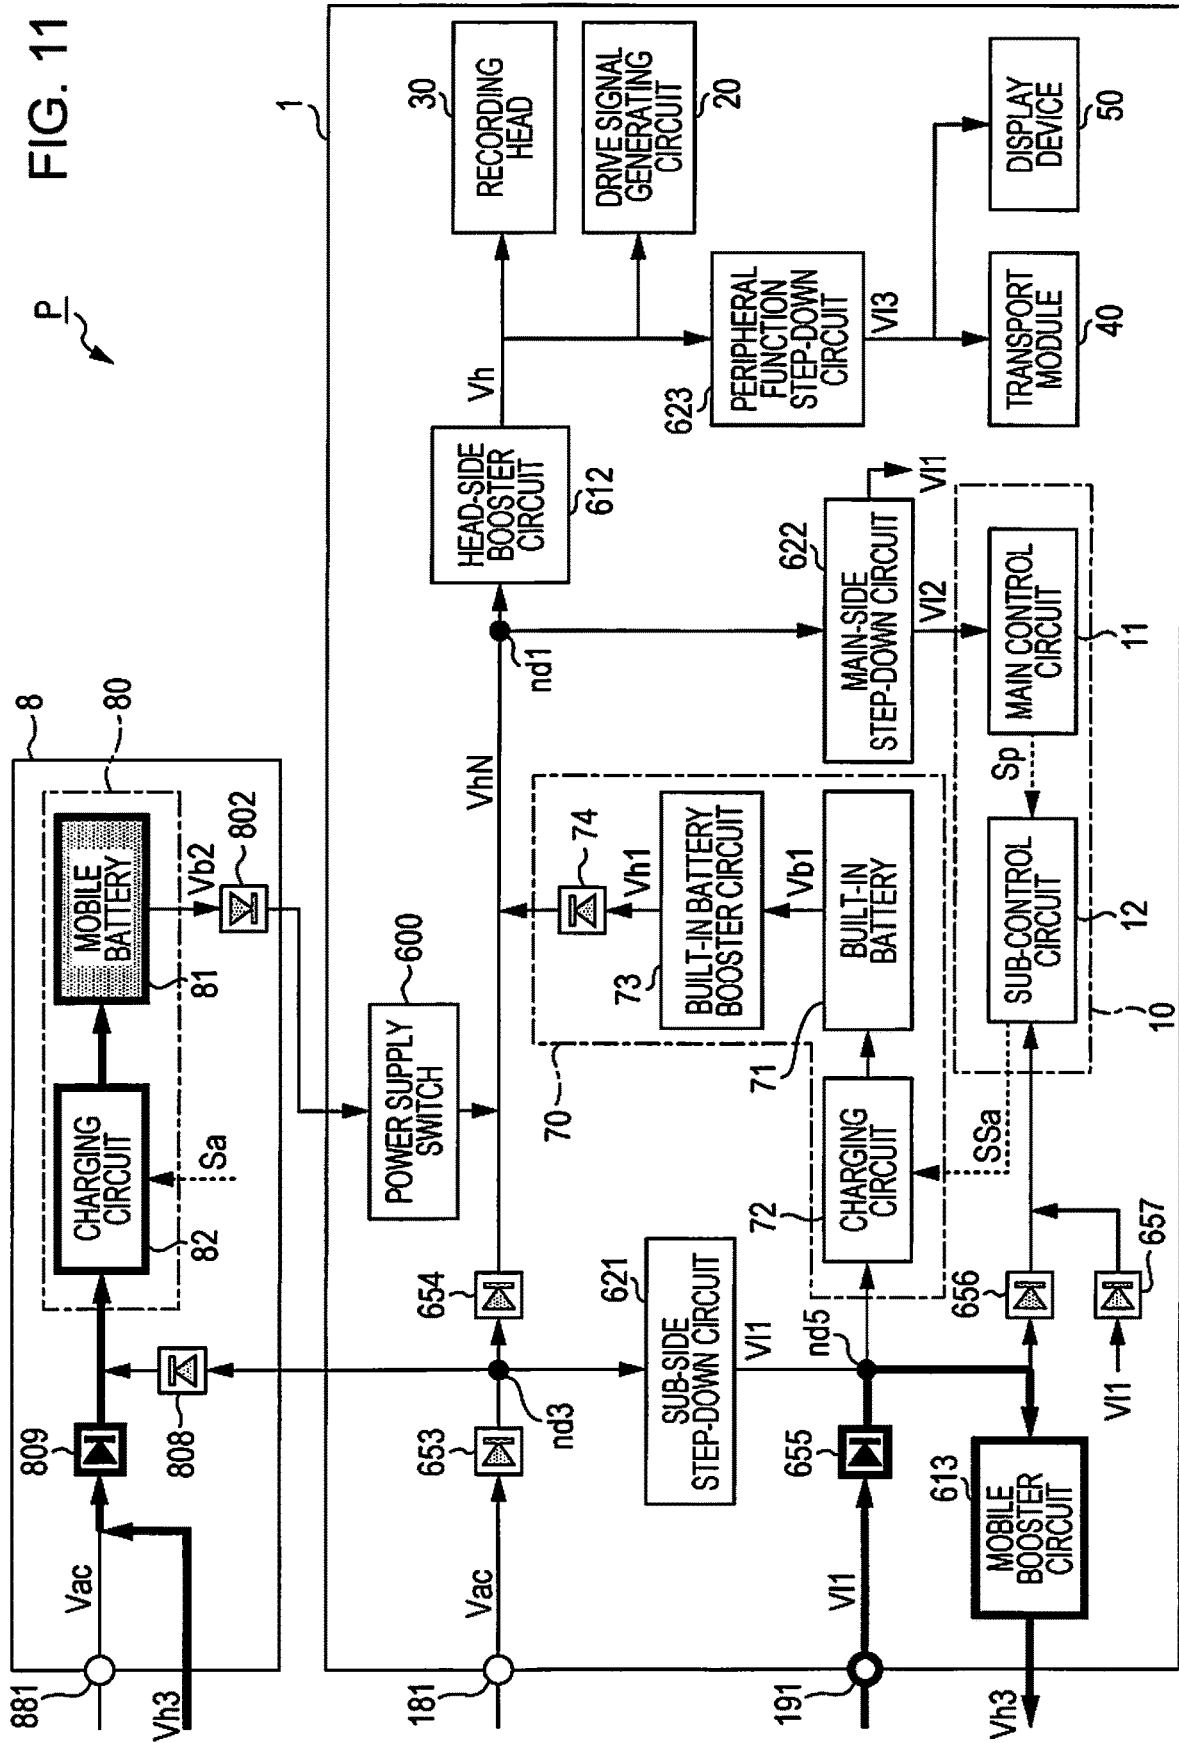 FIG. 11
P
8
80
881
Vac
Vh3
809
808
CHARGING
CIRCUIT
82
Sa
MOBILE
BATTERY
81
Vb2
802
1
181
Vac
653
nd3
654
POWER SUPPLY
SWITCH
600
VhN
nd1
HEAD-SIDE
BOOSTER
CIRCUIT
612
Vh
RECORDING
HEAD
30
DRIVE SIGNAL
GENERATING
CIRCUIT
20
PERIPHERAL
FUNCTION
STEP-DOWN
CIRCUIT
623
Vl3
TRANSPORT
MODULE
40
DISPLAY
DEVICE
50
SUB-SIDE
STEP-DOWN CIRCUIT
621
Vl1
70
74
Vh1
BUILT-IN BATTERY
BOOSTER CIRCUIT
73
Vb1
BUILT-IN
BATTERY
71
CHARGING
CIRCUIT
72
MAIN-SIDE
STEP-DOWN CIRCUIT
622
Vl1
Vl2
191
Vl1
655
nd5
SSa
MOBILE
BOOSTER
CIRCUIT
613
Vh3
656
657
Vl1
SUB-CONTROL
CIRCUIT
12
Sp
MAIN CONTROL
CIRCUIT
11
10